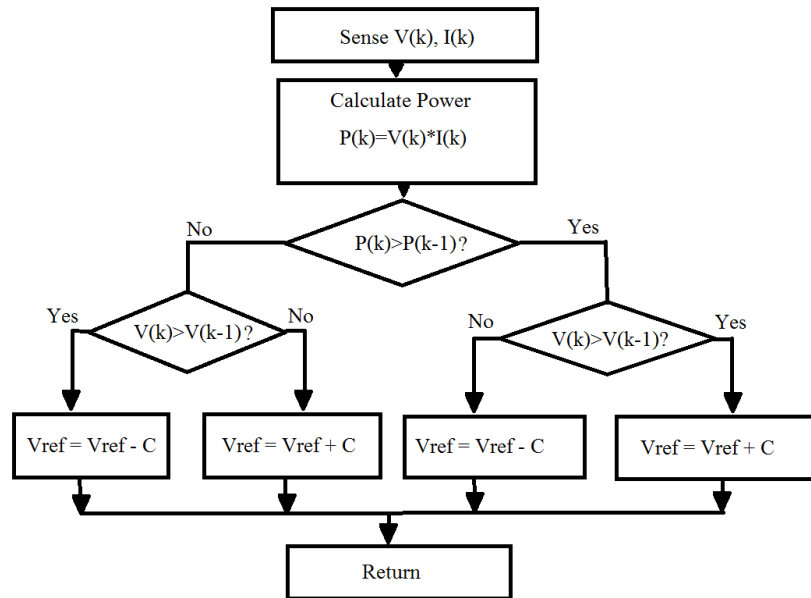 Sense V(k), I(k)
Calculate Power
P(k)=V(k)*I(k)
No
Yes
P(k)>P(k-1)?
Yes
V(k)>V(k-1)?
No
No
V(k)>V(k-1)?
Yes
Vref = Vref - C
Vref = Vref + C
Vref = Vref - C
Vref = Vref + C
Return